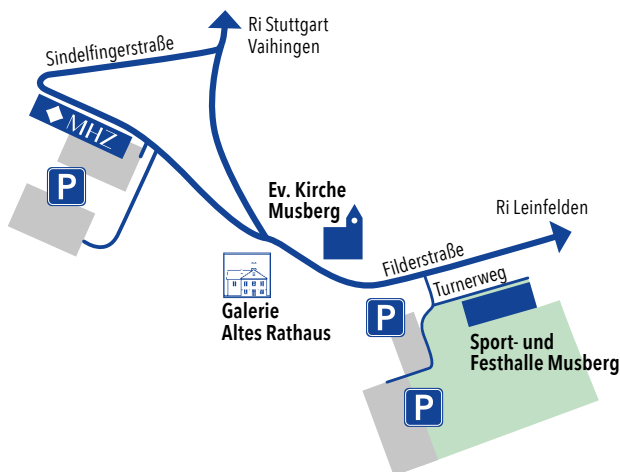 Ri Stuttgart
Vaihingen
Sindelfingerstraße
MHZ
P
Ev. Kirche
Musberg
Ri Leinfelden
Filderstraße
Turnerweg
Galerie
Altes Rathaus
P
Sport- und
Festhalle Musberg
P